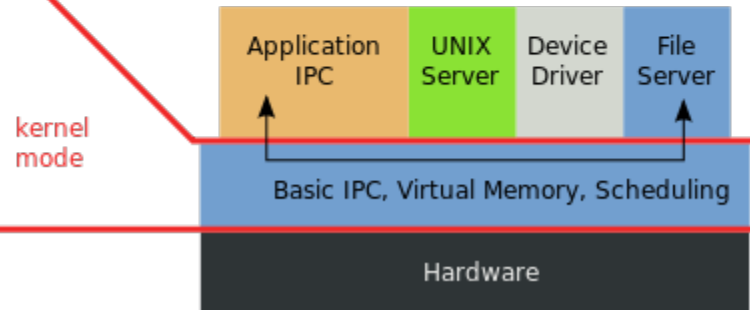 Application
IPC
UNIX
Server
Device
Driver
File
Server
kernel
mode
Basic IPC, Virtual Memory, Scheduling
Hardware